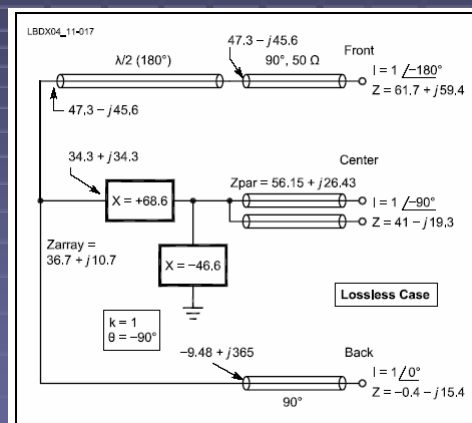 LBDX04_11-017
47.3 – j45.6
Front
λ/2 (180°)
90°, 50 Ω
I = 1 /–180°
Z = 61.7 + j59.4
47,3 – j45,6
34.3 + j34.3
Center
Zpar = 56.15 + j26.43
X = +68.6
I = 1 /–90°
Z = 41 – j19,3
Zarray =
36.7 + j10.7
X = –46.6
Lossless Case
k = 1
θ = –90°
–9.48 + j365
Back
I = 1/0°
Z = –0.4 – j15.4
90°